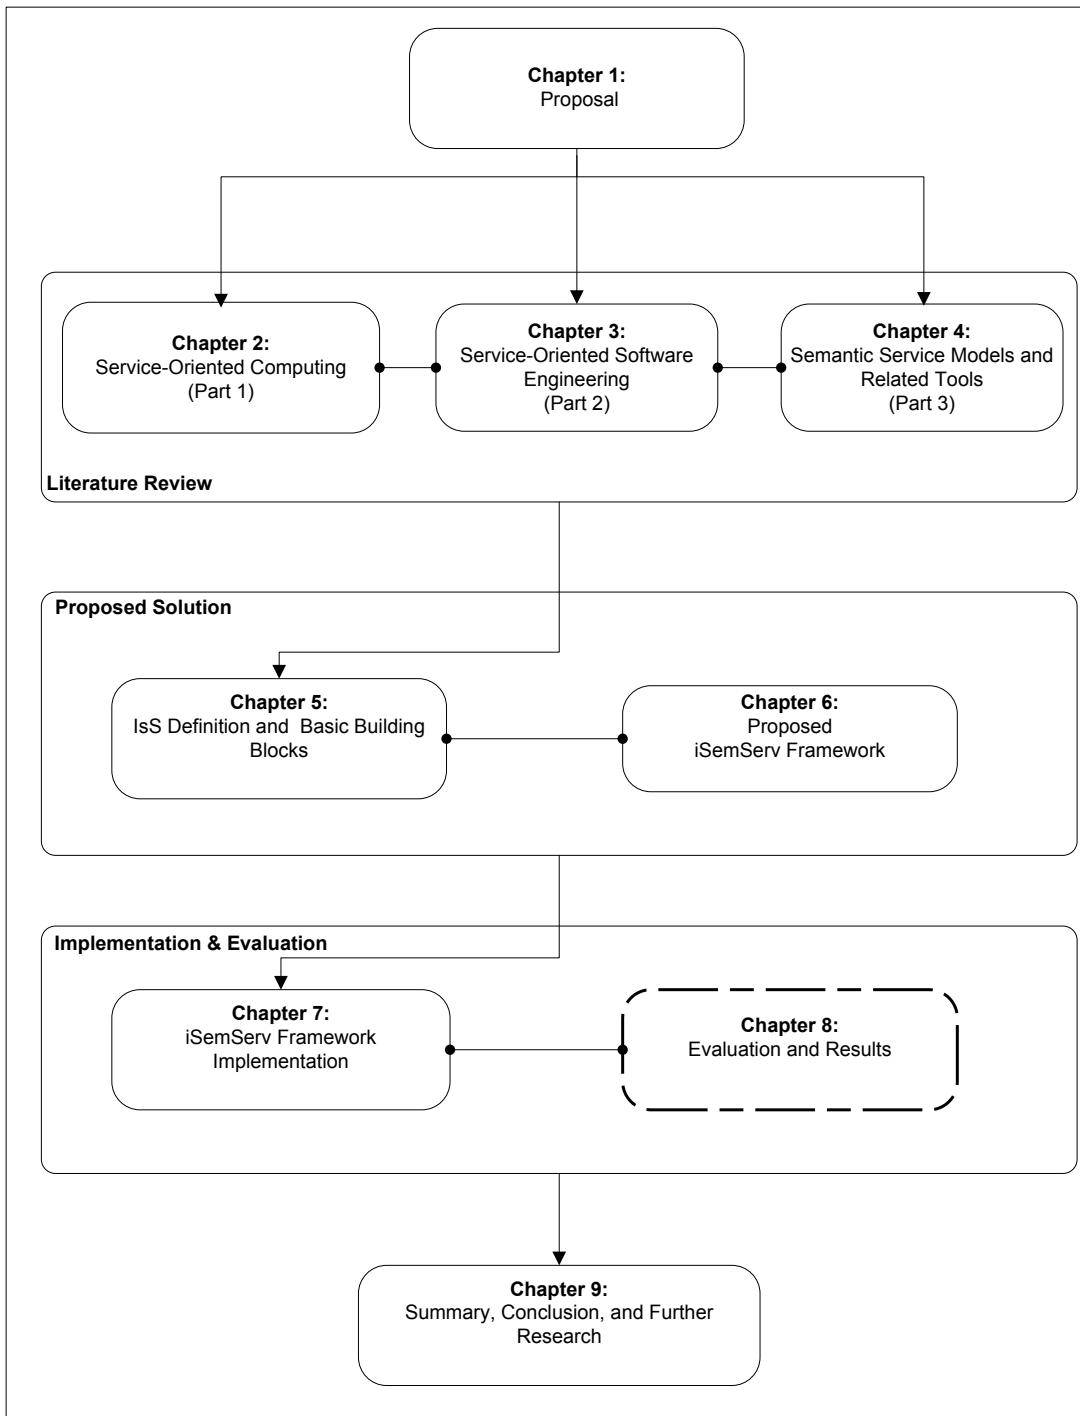 Chapter 1:
Proposal
Chapter 2:
Service-Oriented Computing
(Part 1)
Chapter 3:
Service-Oriented Software
Engineering
(Part 2)
Chapter 4:
Semantic Service Models and
Related Tools
(Part 3)
Literature Review
Proposed Solution
Chapter 5:
IsS Definition and Basic Building
Blocks
Chapter 6:
Proposed
iSemServ Framework
Implementation & Evaluation
Chapter 7:
iSemServ Framework
Implementation
Chapter 8:
Evaluation and Results
Chapter 9:
Summary, Conclusion, and Further
Research